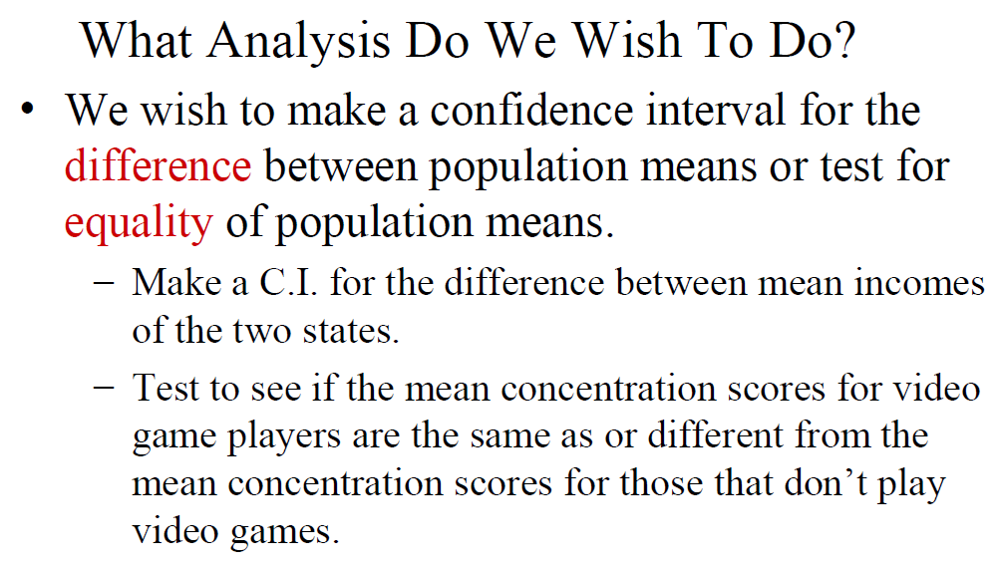 What Analysis Do We Wish To Do?
• We wish to make a confidence interval for the
difference between population means or test for
equality of population means.
– Make a C.I. for the difference between mean incomes
of the two states.
– Test to see if the mean concentration scores for video
game players are the same as or different from the
mean concentration scores for those that don’t play
video games.